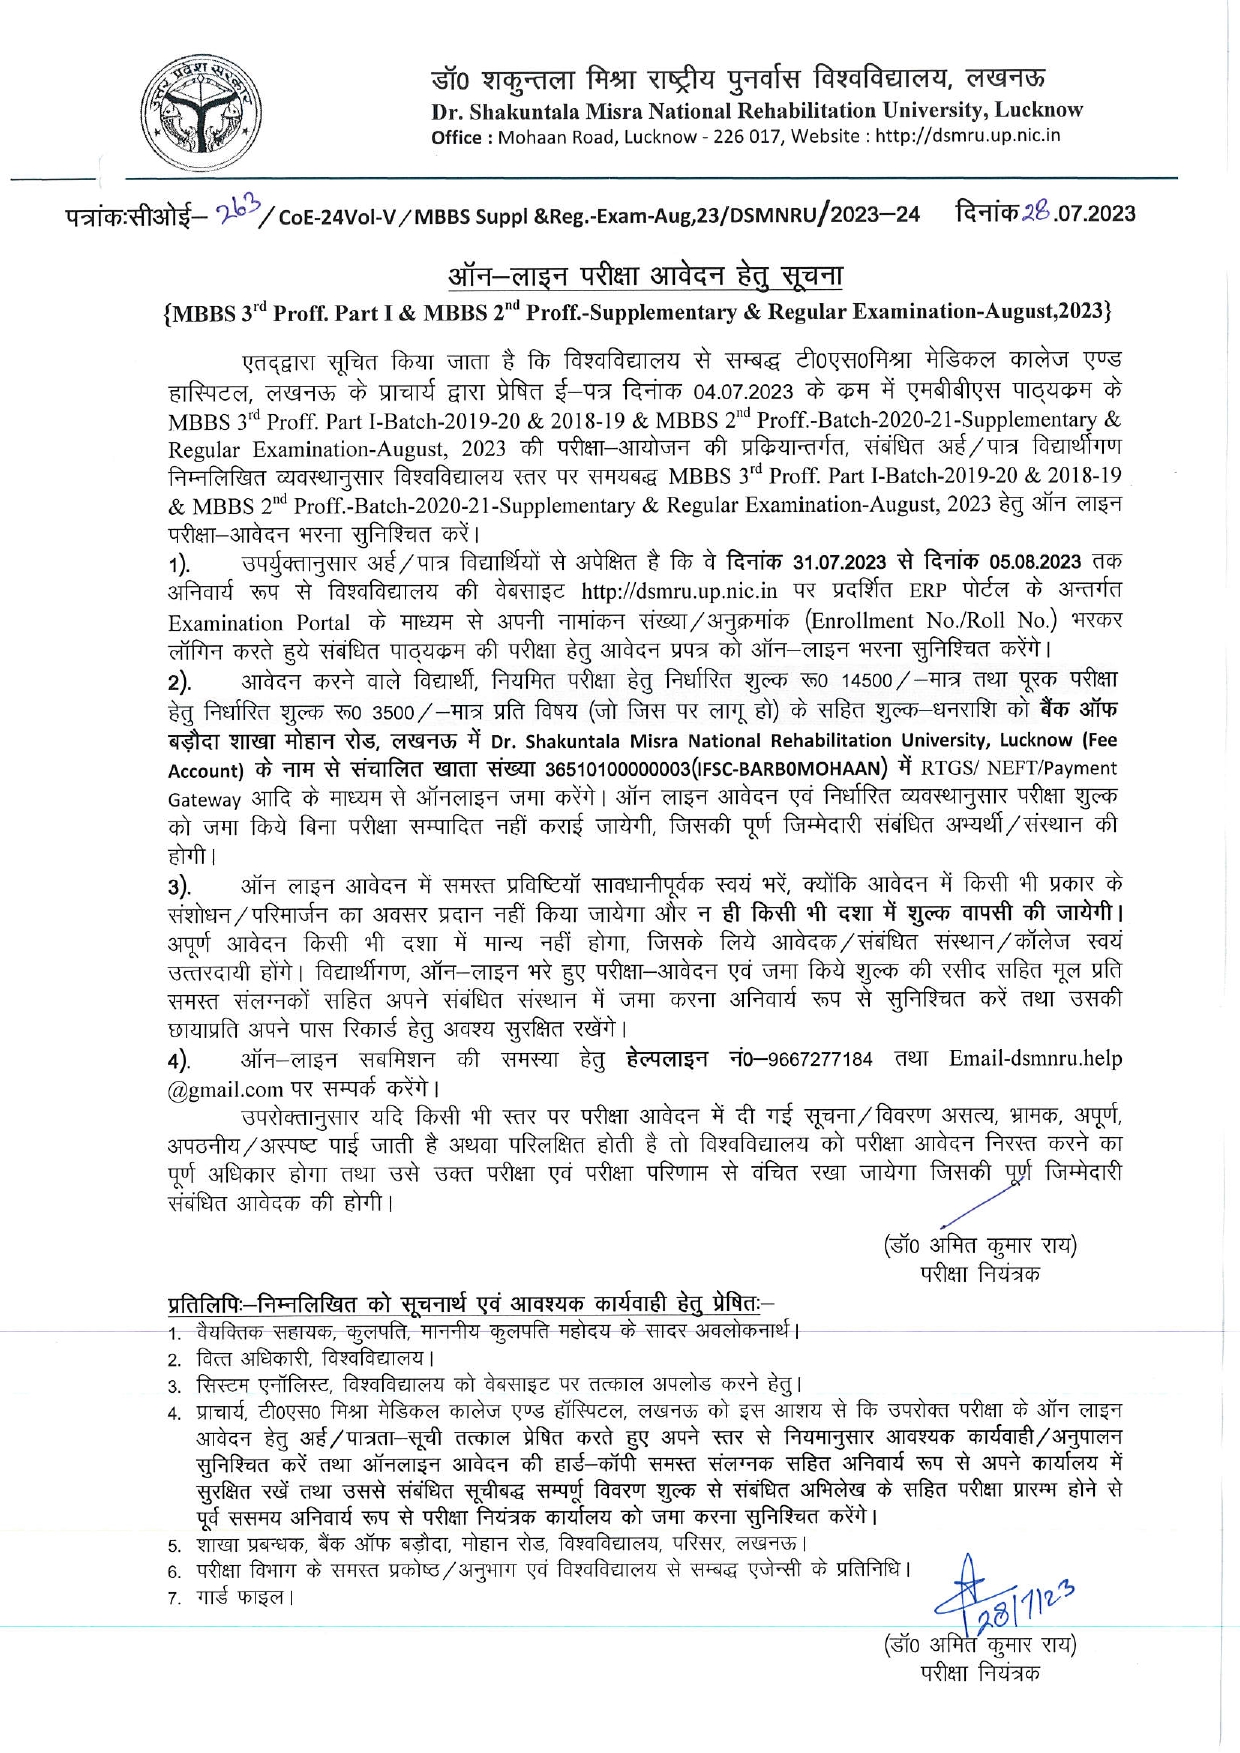 उत्तर प्रदेश सरकार
डॉ0 शकुन्तला मिश्रा राष्ट्रीय पुनर्वास विश्वविद्यालय, लखनऊ
Dr. Shakuntala Misra National Rehabilitation University, Lucknow
Office : Mohaan Road, Lucknow - 226 017, Website : http://dsmru.up.nic.in
पत्रांकःसीओई– 263/CoE-24Vol-V/MBBS Suppl &Reg.-Exam-Aug,23/DSMNRU/2023–24 दिनांक 28.07.2023
ऑन–लाइन परीक्षा आवेदन हेतु सूचना
{MBBS 3rd Proff. Part I & MBBS 2nd Proff.-Supplementary & Regular Examination-August,2023}
एतद्द्वारा सूचित किया जाता है कि विश्वविद्यालय से सम्बद्ध टी0एस0मिश्रा मेडिकल कालेज एण्ड
हास्पिटल, लखनऊ के प्राचार्य द्वारा प्रेषित ई–पत्र दिनांक 04.07.2023 के कम में एमबीबीएस पाठ्यकम के
MBBS 3rd Proff. Part I-Batch-2019-20 & 2018-19 & MBBS 2nd Proff.-Batch-2020-21-Supplementary &
Regular Examination-August, 2023 की परीक्षा–आयोजन की प्रकियान्तर्गत, संबंधित अर्ह/पात्र विद्यार्थीगण
निम्नलिखित व्यवस्थानुसार विश्वविद्यालय स्तर पर समयबद्ध MBBS 3rd Proff. Part I-Batch-2019-20 & 2018-19
& MBBS 2nd Proff.-Batch-2020-21-Supplementary & Regular Examination-August, 2023 हेतु ऑन लाइन
परीक्षा–आवेदन भरना सुनिश्चित करें।
1). उपर्युक्तानुसार अर्ह/पात्र विद्यार्थियों से अपेक्षित है कि वे दिनांक 31.07.2023 से दिनांक 05.08.2023 तक
अनिवार्य रूप से विश्वविद्यालय की वेबसाइट http://dsmru.up.nic.in पर प्रदर्शित ERP पोर्टल के अन्तर्गत
Examination Portal के माध्यम से अपनी नामांकन संख्या/अनुक्रमांक (Enrollment No./Roll No.) भरकर
लॉगिन करते हुये संबंधित पाठ्यकम की परीक्षा हेतु आवेदन प्रपत्र को ऑन–लाइन भरना सुनिश्चित करेंगे।
2). आवेदन करने वाले विद्यार्थी, नियमित परीक्षा हेतु निर्धारित शुल्क रू0 14500/–मात्र तथा पूरक परीक्षा
हेतु निर्धारित शुल्क रू0 3500/–मात्र प्रति विषय (जो जिस पर लागू हो) के सहित शुल्क–धनराशि को बैंक ऑफ
बड़ौदा शाखा मोहान रोड, लखनऊ में Dr. Shakuntala Misra National Rehabilitation University, Lucknow (Fee
Account) के नाम से संचालित खाता संख्या 36510100000003(IFSC-BARB0MOHAAN) में RTGS/ NEFT/Payment
Gateway आदि के माध्यम से ऑनलाइन जमा करेंगे। ऑन लाइन आवेदन एवं निर्धारित व्यवस्थानुसार परीक्षा शुल्क
को जमा किये बिना परीक्षा सम्पादित नहीं कराई जायेगी, जिसकी पूर्ण जिम्मेदारी संबंधित अभ्यर्थी/संस्थान की
होगी।
3). ऑन लाइन आवेदन में समस्त प्रविष्टियॉ सावधानीपूर्वक स्वयं भरें, क्योंकि आवेदन में किसी भी प्रकार के
संशोधन/परिमार्जन का अवसर प्रदान नहीं किया जायेगा और न ही किसी भी दशा में शुल्क वापसी की जायेगी।
अपूर्ण आवेदन किसी भी दशा में मान्य नहीं होगा, जिसके लिये आवेदक/संबंधित संस्थान/कॉलेज स्वयं
उत्तरदायी होंगे। विद्यार्थीगण, ऑन–लाइन भरे हुए परीक्षा–आवेदन एवं जमा किये शुल्क की रसीद सहित मूल प्रति
समस्त संलग्नकों सहित अपने संबंधित संस्थान में जमा करना अनिवार्य रूप से सुनिश्चित करें तथा उसकी
छायाप्रति अपने पास रिकार्ड हेतु अवश्य सुरक्षित रखेंगे।
4). ऑन–लाइन सबमिशन की समस्या हेतु हेल्पलाइन नं0–9667277184 तथा Email-dsmnru.help
@gmail.com पर सम्पर्क करेंगे।
उपरोक्तानुसार यदि किसी भी स्तर पर परीक्षा आवेदन में दी गई सूचना/विवरण असत्य, भ्रामक, अपूर्ण,
अपठनीय/अस्पष्ट पाई जाती है अथवा परिलक्षित होती है तो विश्वविद्यालय को परीक्षा आवेदन निरस्त करने का
पूर्ण अधिकार होगा तथा उसे उक्त परीक्षा एवं परीक्षा परिणाम से वंचित रखा जायेगा जिसकी पूर्ण जिम्मेदारी
संबंधित आवेदक की होगी।
(डॉ0 अमित कुमार राय)
परीक्षा नियंत्रक
प्रतिलिपिः–निम्नलिखित को सूचनार्थ एवं आवश्यक कार्यवाही हेतु प्रेषितः–
1. वैयक्तिक सहायक, कुलपति, माननीय कुलपति महोदय के सादर अवलोकनार्थ।
2. वित्त अधिकारी, विश्वविद्यालय।
3. सिस्टम एनॉलिस्ट, विश्वविद्यालय को वेबसाइट पर तत्काल अपलोड करने हेतु।
4. प्राचार्य, टी0एस0 मिश्रा मेडिकल कालेज एण्ड हॉस्पिटल, लखनऊ को इस आशय से कि उपरोक्त परीक्षा के ऑन लाइन
आवेदन हेतु अर्ह/पात्रता–सूची तत्काल प्रेषित करते हुए अपने स्तर से नियमानुसार आवश्यक कार्यवाही/अनुपालन
सुनिश्चित करें तथा ऑनलाइन आवेदन की हार्ड–कॉपी समस्त संलग्नक सहित अनिवार्य रूप से अपने कार्यालय में
सुरक्षित रखें तथा उससे संबंधित सूचीबद्ध सम्पूर्ण विवरण शुल्क से संबंधित अभिलेख के सहित परीक्षा प्रारम्भ होने से
पूर्व ससमय अनिवार्य रूप से परीक्षा नियंत्रक कार्यालय को जमा करना सुनिश्चित करेंगे।
5. शाखा प्रबन्धक, बैंक ऑफ बड़ौदा, मोहान रोड, विश्वविद्यालय, परिसर, लखनऊ।
6. परीक्षा विभाग के समस्त प्रकोष्ठ/अनुभाग एवं विश्वविद्यालय से सम्बद्ध एजेन्सी के प्रतिनिधि।
7. गार्ड फाइल।
28/7/23
(डॉ0 अमित कुमार राय)
परीक्षा नियंत्रक